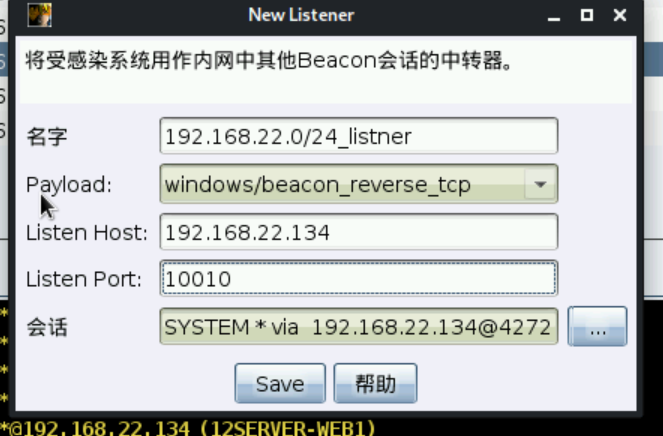 New Listener
将受感染系统用作内网中其他Beacon会话的中转器。
名字 192.168.22.0/24_listner
Payload: windows/beacon_reverse_tcp
Listen Host: 192.168.22.134
Listen Port: 10010
会话 SYSTEM * via 192.168.22.134@4272 ...
Save 帮助
*@192.168.22.134 (12SERVER-WEB1)